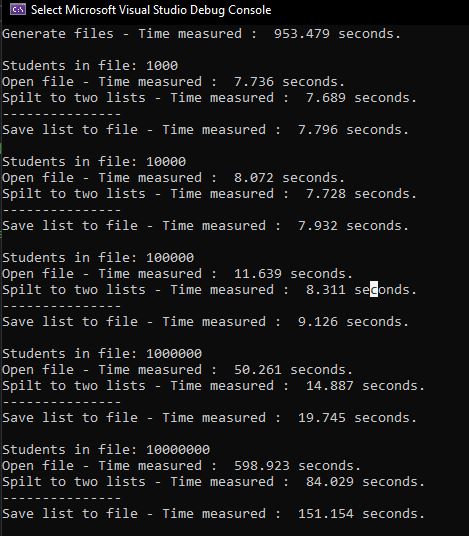 Select Microsoft Visual Studio Debug Console
Generate files - Time measured :  953.479 seconds.
Students in file: 1000
Open file - Time measured :  7.736 seconds.
Spilt to two lists - Time measured :  7.689 seconds.
---------------
Save list to file - Time measured :  7.796 seconds.
Students in file: 10000
Open file - Time measured :  8.072 seconds.
Spilt to two lists - Time measured :  7.728 seconds.
---------------
Save list to file - Time measured :  7.932 seconds.
Students in file: 100000
Open file - Time measured :  11.639 seconds.
Spilt to two lists - Time measured :  8.311 seconds.
---------------
Save list to file - Time measured :  9.126 seconds.
Students in file: 1000000
Open file - Time measured :  50.261 seconds.
Spilt to two lists - Time measured :  14.887 seconds.
---------------
Save list to file - Time measured :  19.745 seconds.
Students in file: 10000000
Open file - Time measured :  598.923 seconds.
Spilt to two lists - Time measured :  84.029 seconds.
---------------
Save list to file - Time measured :  151.154 seconds.